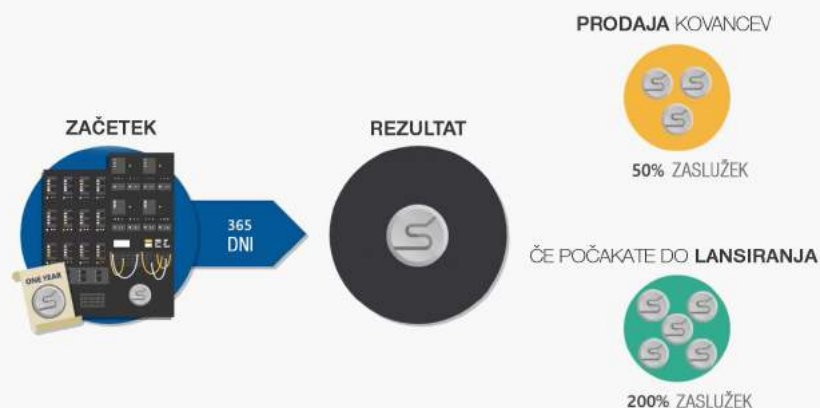 ZAČETEK
ONE YEAR
365
DNI
REZULTAT
PRODAJA KOVANCEV
50% ZASLUŽEK
ČE POČAKATE DO LANSIRANJA
200% ZASLUŽEK